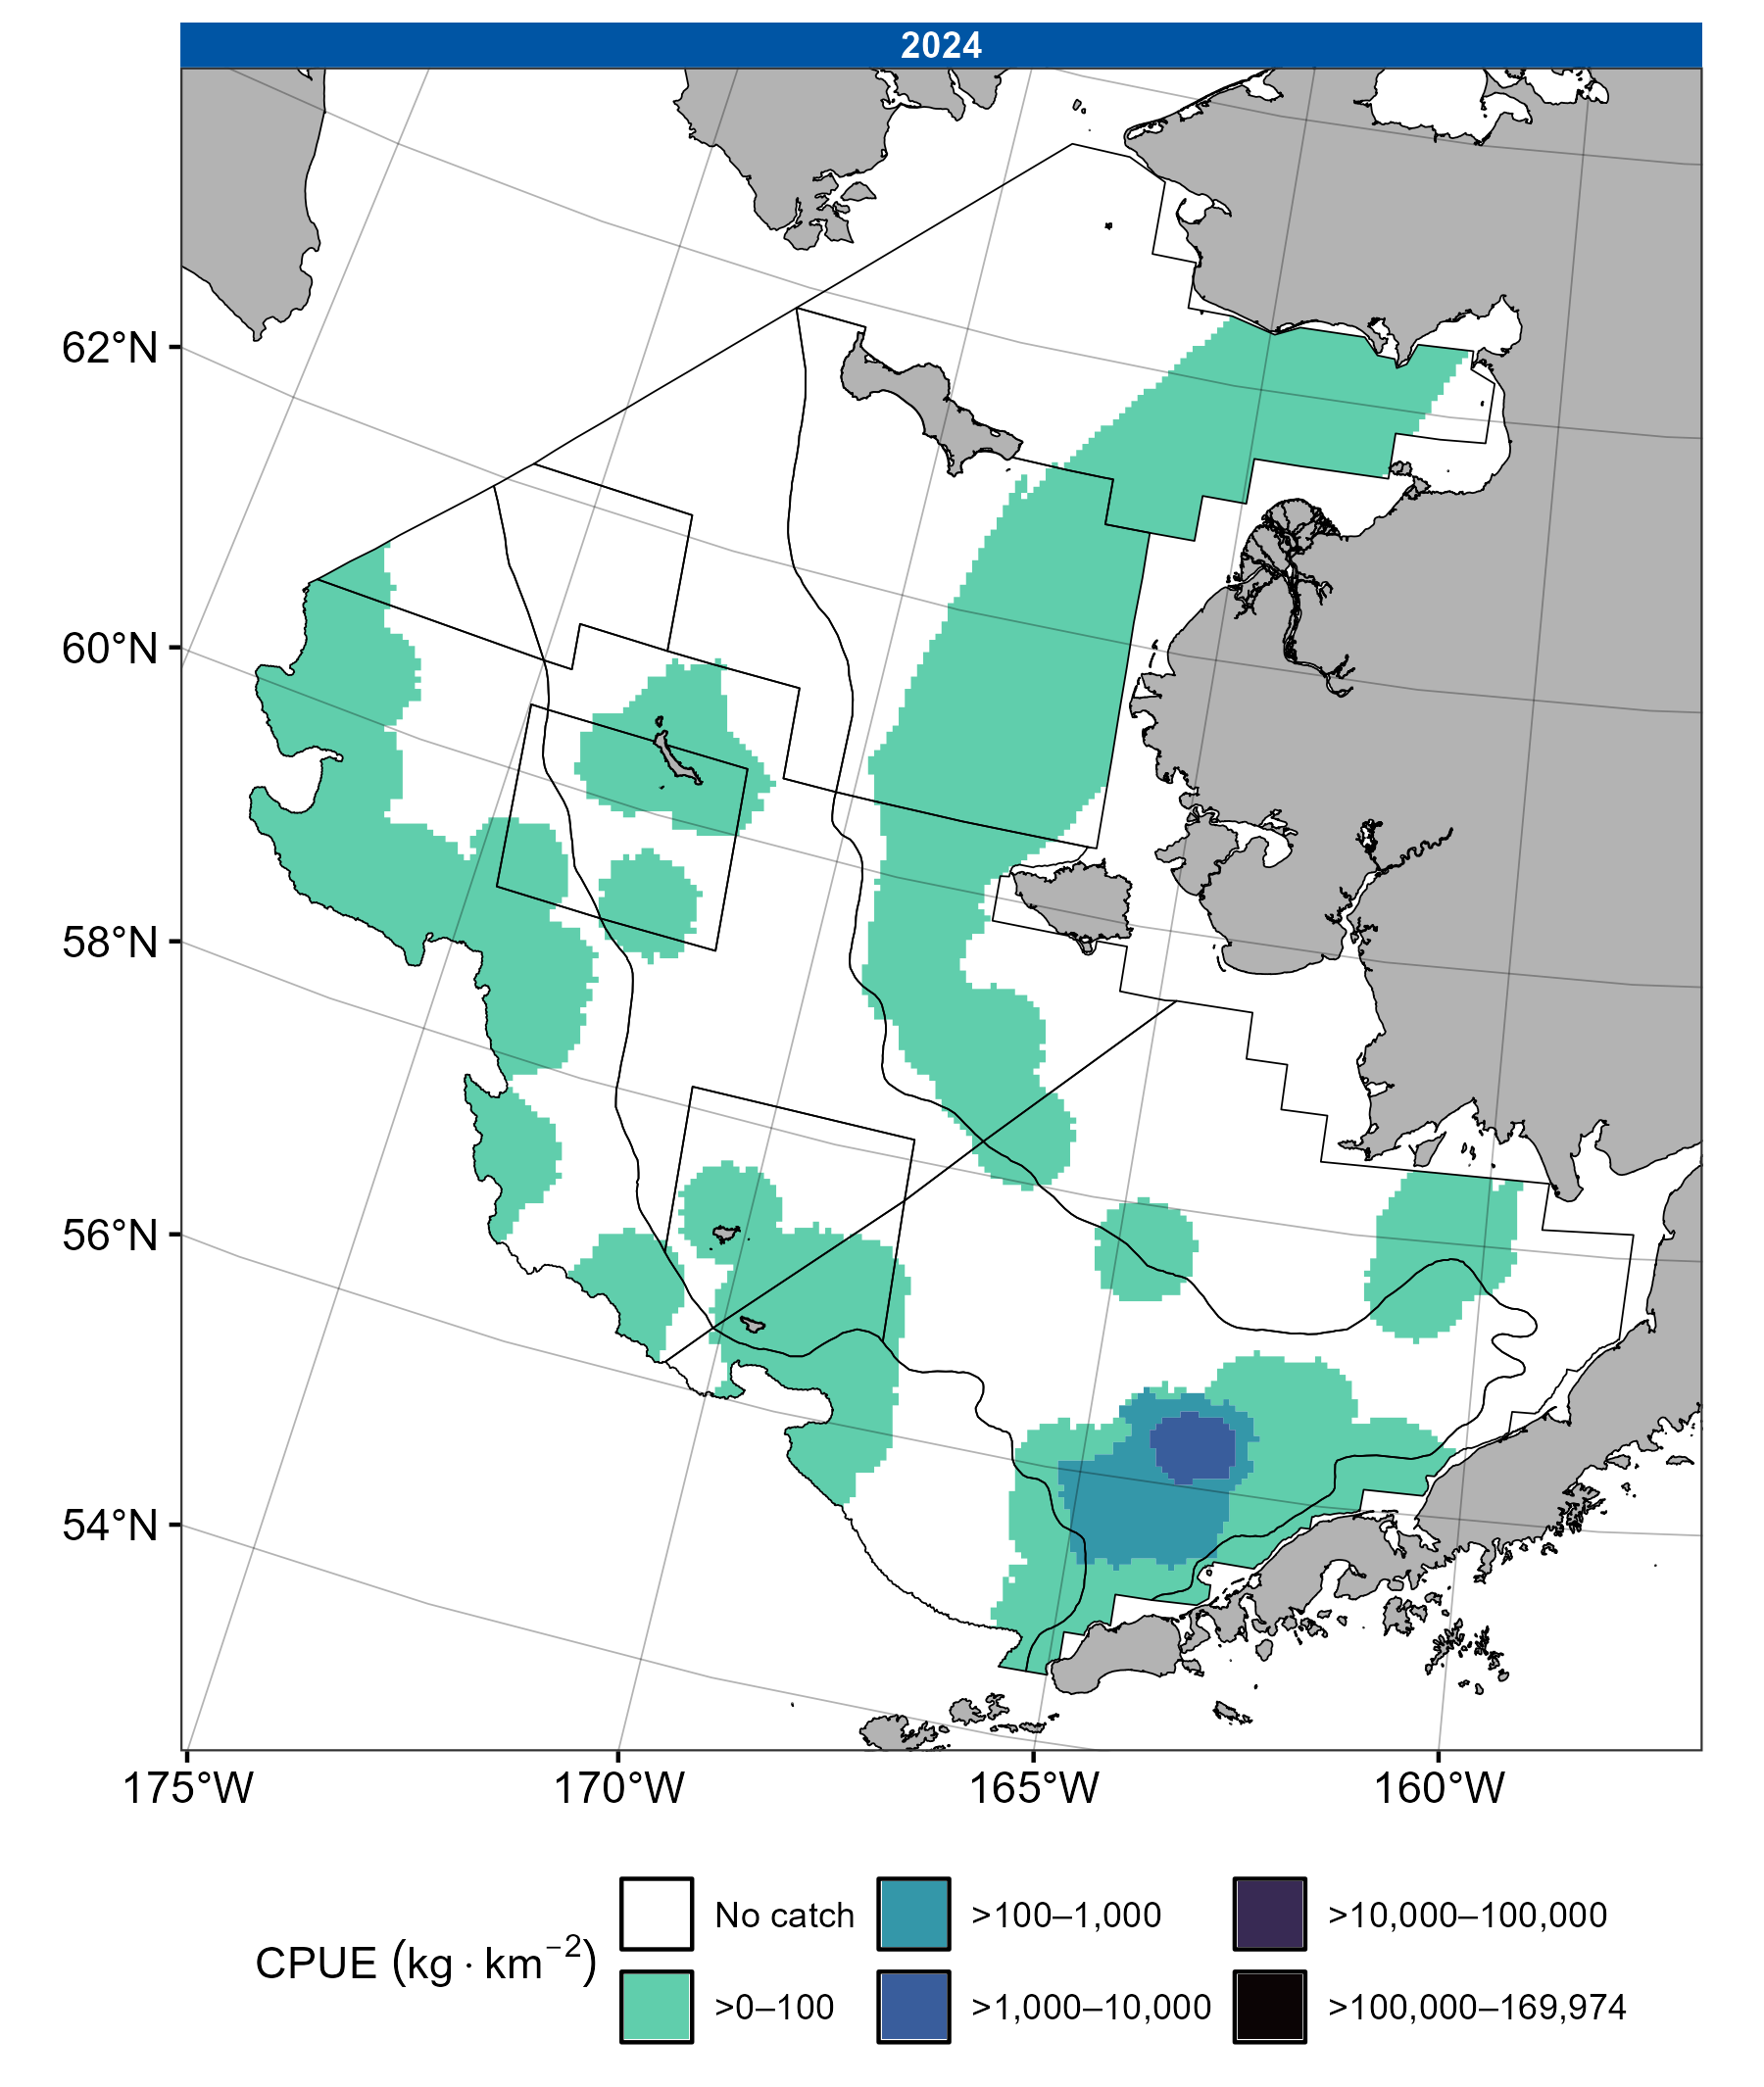 2024
62°N
60°N
58°N
56°N
54°N
175°W 170°W 165°W 160°W
CPUE (kg · km⁻²)
No catch
>0–100
>100–1,000
>1,000–10,000
>10,000–100,000
>100,000–169,974